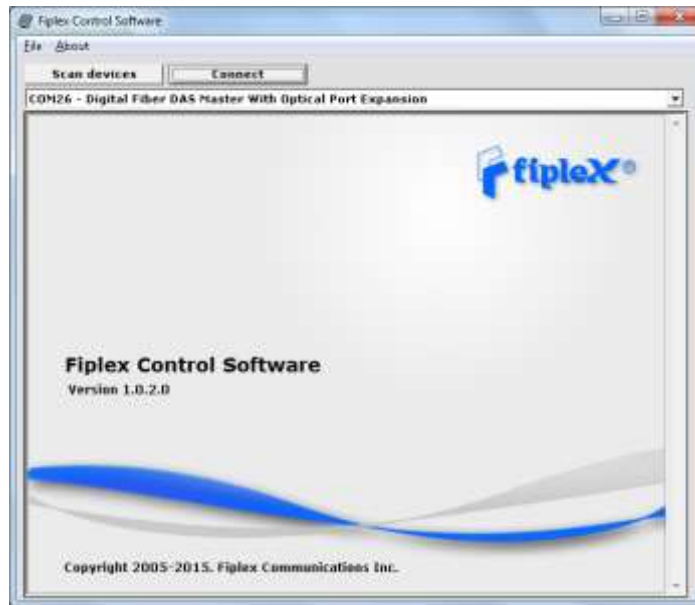 Fiplex Control Software
File About
Scan devices Connect
COM26 - Digital Fiber DAS Master With Optical Port Expansion
fipleX®
Fiplex Control Software
Version 1.0.2.0
Copyright 2005-2015. Fiplex Communications Inc.